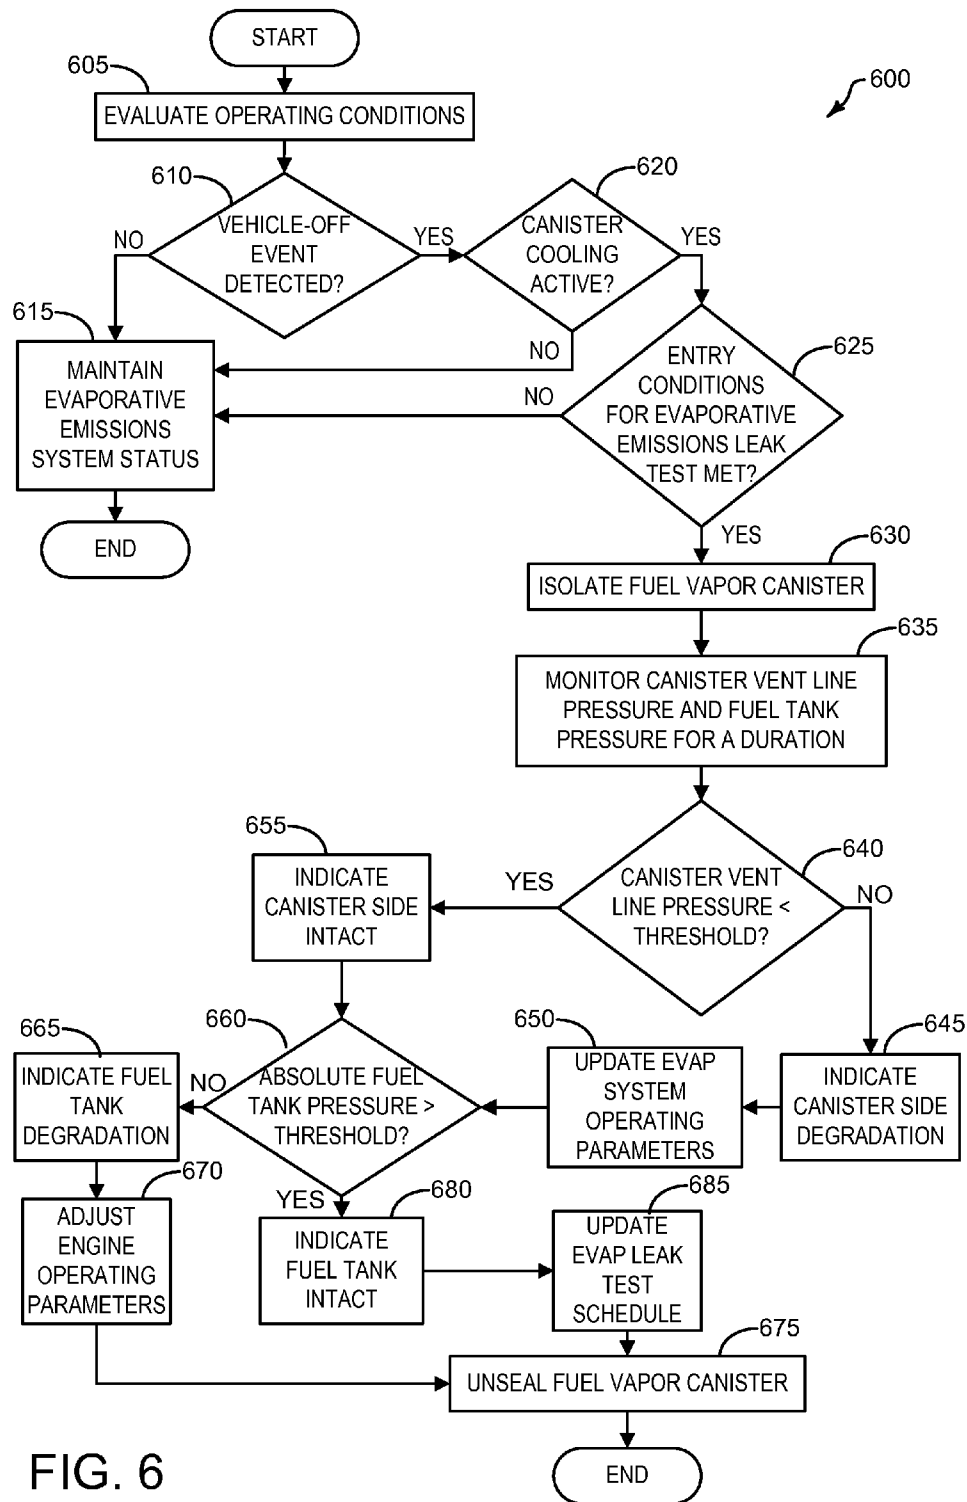 START
605
600
EVALUATE OPERATING CONDITIONS
610
620
VEHICLE-OFF
EVENT
DETECTED?
NO
YES
CANISTER
COOLING
ACTIVE?
YES
NO
615
MAINTAIN
EVAPORATIVE
EMISSIONS
SYSTEM STATUS
END
625
ENTRY
CONDITIONS
FOR EVAPORATIVE
EMISSIONS LEAK
TEST MET?
NO
YES
630
ISOLATE FUEL VAPOR CANISTER
635
MONITOR CANISTER VENT LINE
PRESSURE AND FUEL TANK
PRESSURE FOR A DURATION
640
CANISTER VENT
LINE PRESSURE <
THRESHOLD?
YES
NO
655
INDICATE
CANISTER SIDE
INTACT
645
INDICATE
CANISTER SIDE
DEGRADATION
650
UPDATE EVAP
SYSTEM
OPERATING
PARAMETERS
660
ABSOLUTE FUEL
TANK PRESSURE >
THRESHOLD?
NO
YES
665
INDICATE FUEL
TANK
DEGRADATION
670
ADJUST
ENGINE
OPERATING
PARAMETERS
680
INDICATE
FUEL TANK
INTACT
685
UPDATE
EVAP LEAK
TEST
SCHEDULE
675
UNSEAL FUEL VAPOR CANISTER
END
FIG. 6